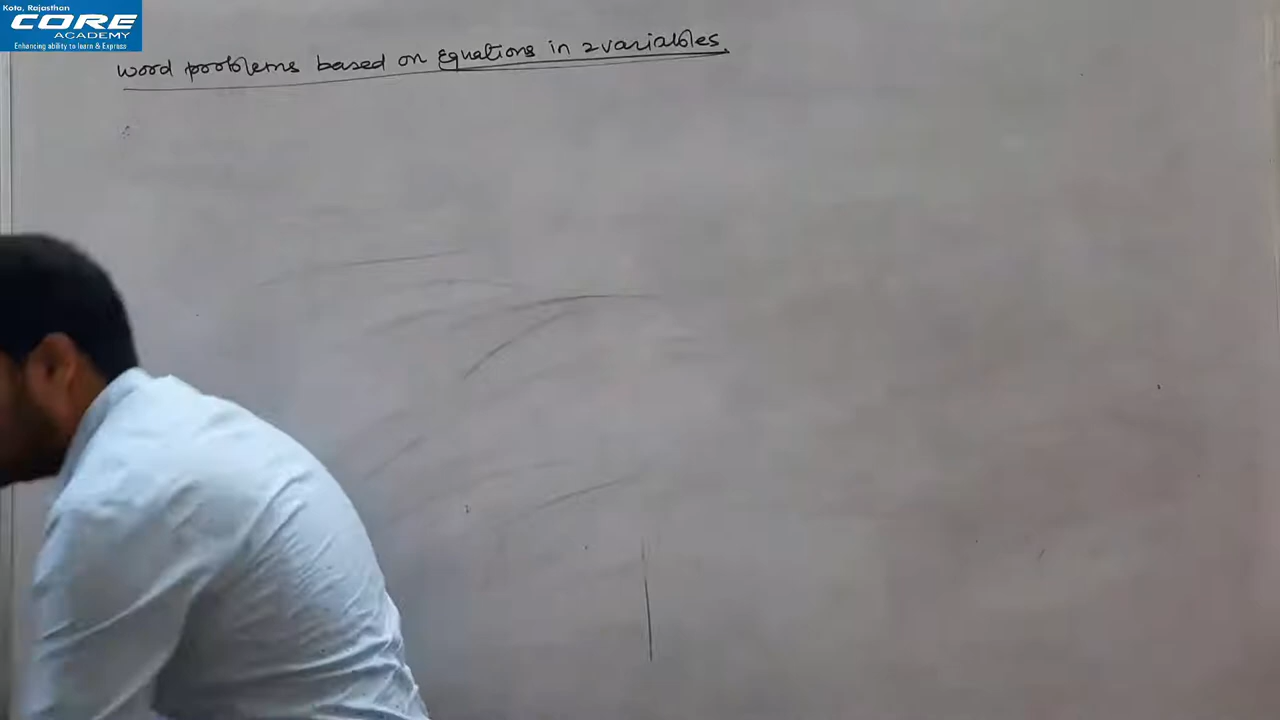 Kota, Rajasthan
CORE
ACADEMY
Enhancing ability to learn & Express
Word problems based on Equations in 2 variables.